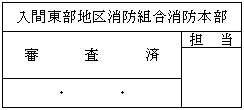 入間東部地区消防組合消防本部
担　当
審　査　済
・　・